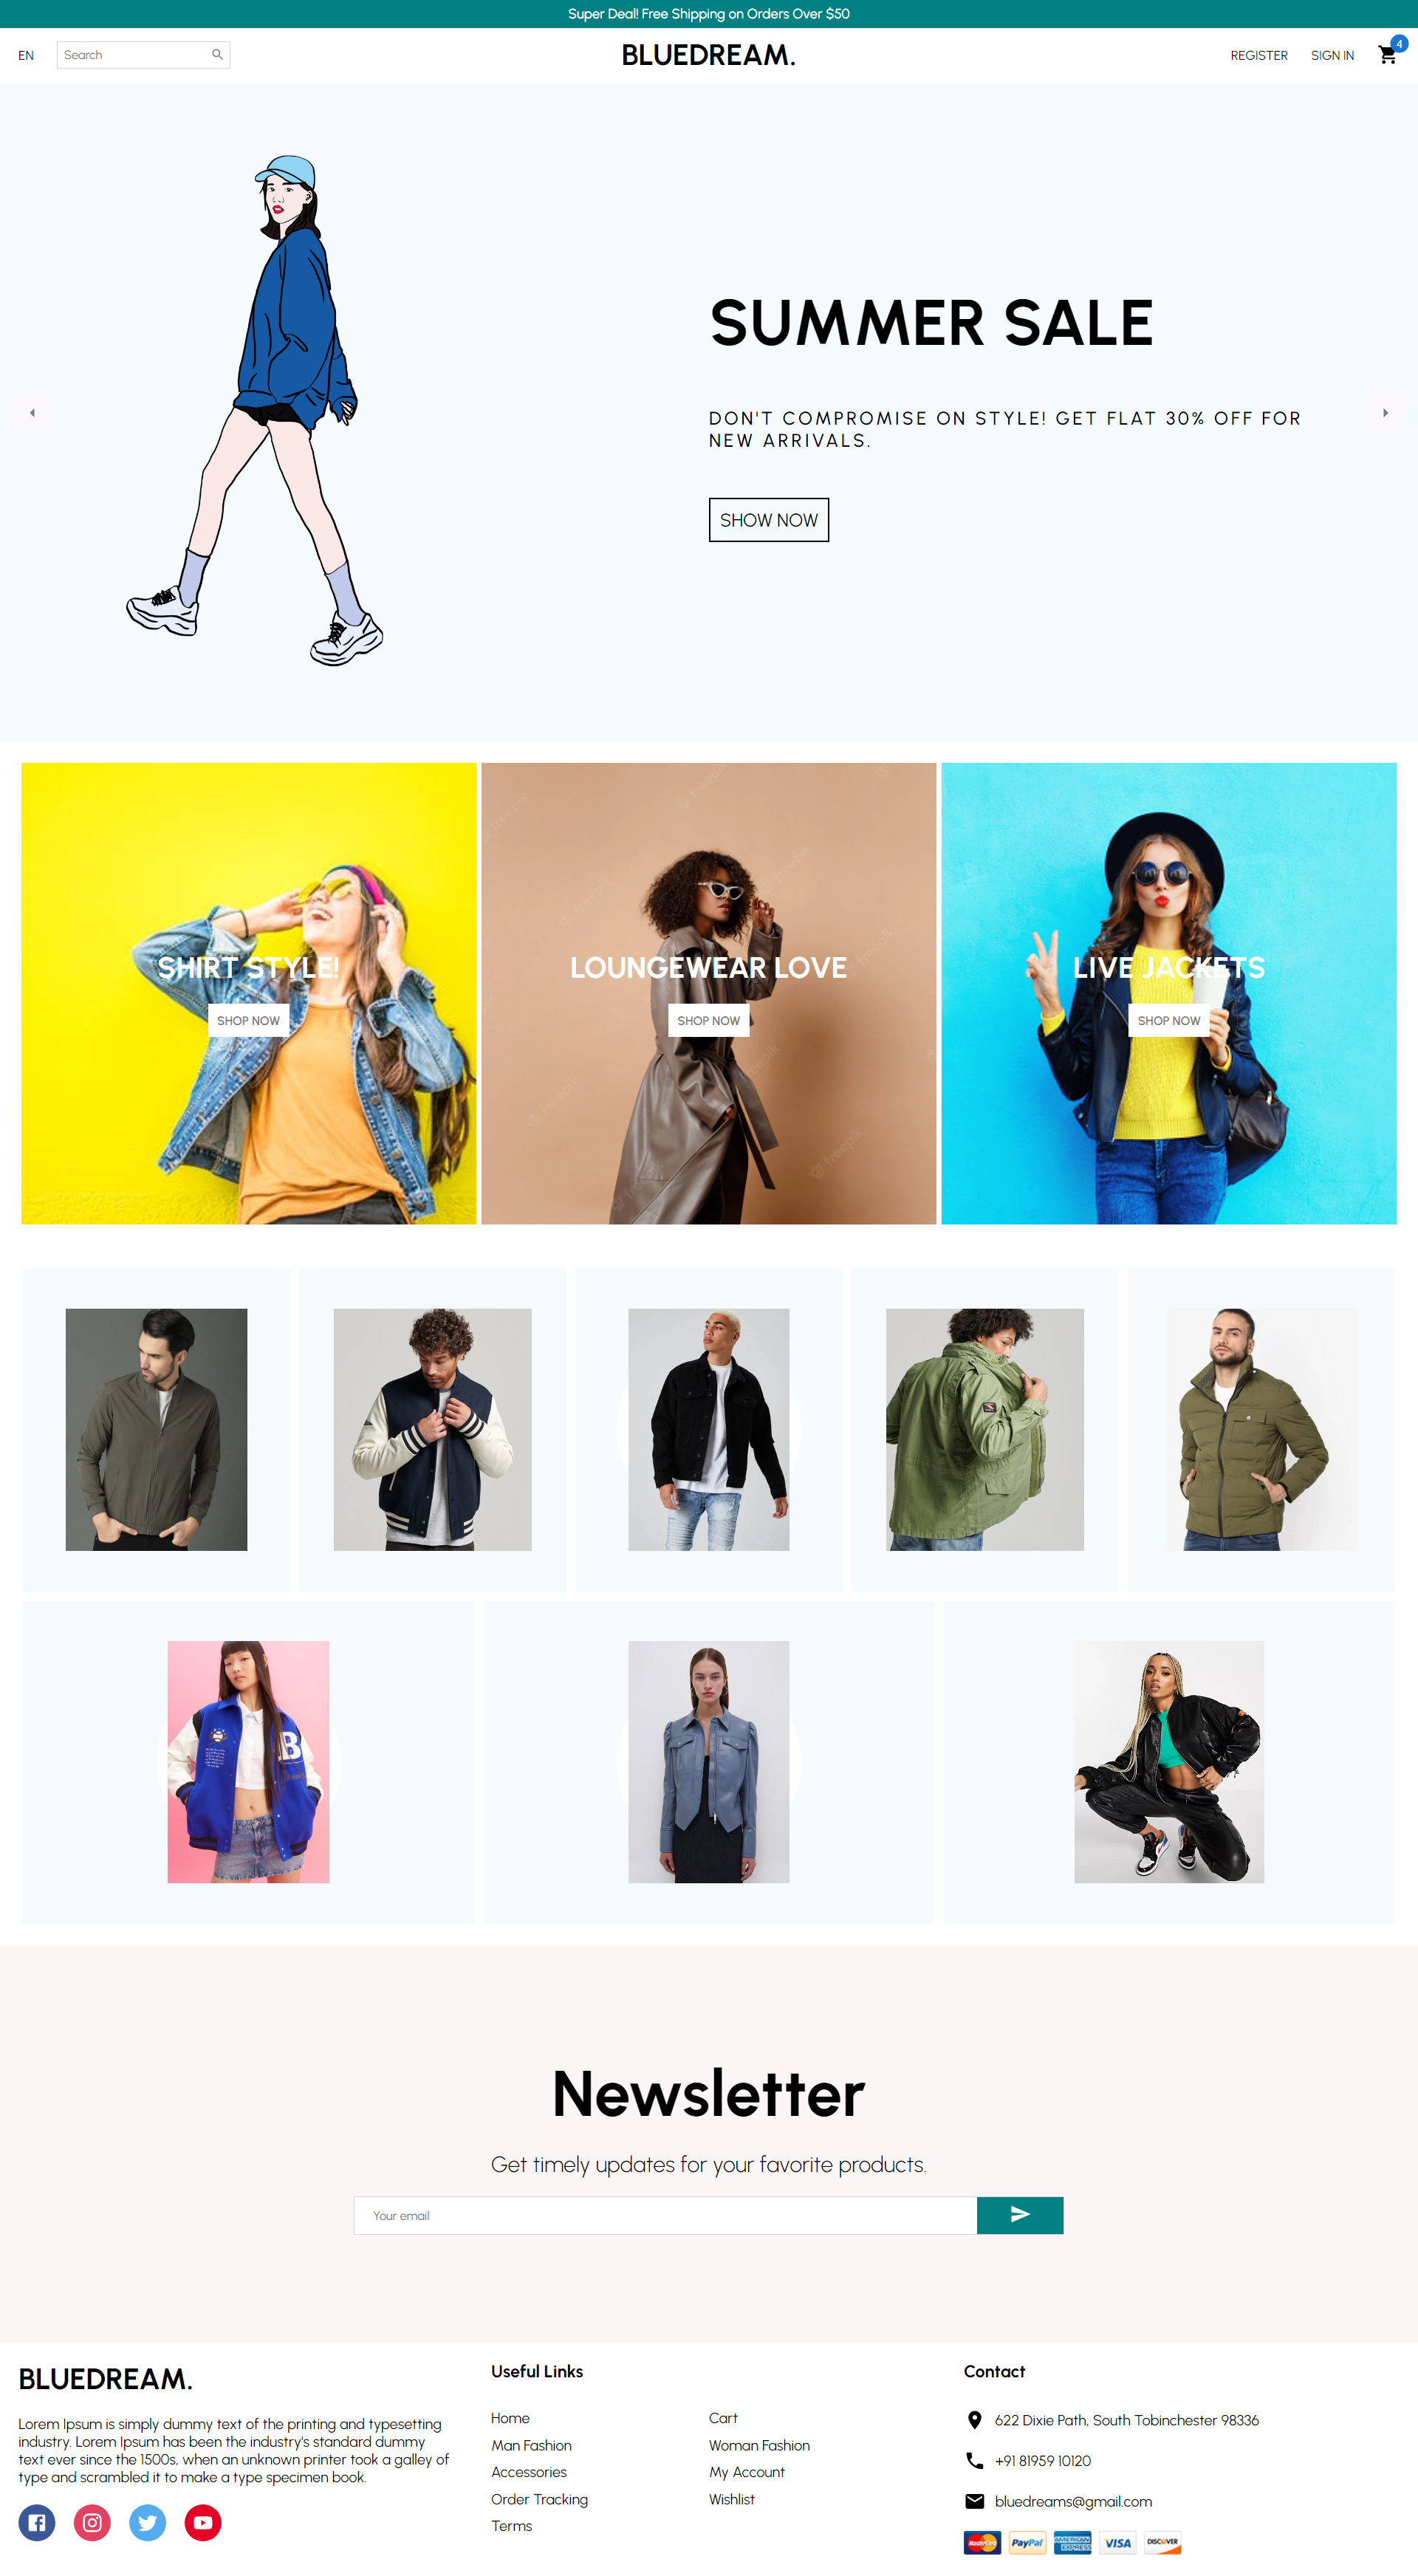 Super Deal! Free Shipping on Orders Over $50
EN
Search
BLUEDREAM.
REGISTER
SIGN IN
4
SUMMER SALE
DON'T COMPROMISE ON STYLE! GET FLAT 30% OFF FOR
NEW ARRIVALS.
SHOW NOW
SHIRT STYLE!
SHOP NOW
LOUNGEWEAR LOVE
SHOP NOW
LIVE JACKETS
SHOP NOW
freepik
B
Newsletter
Get timely updates for your favorite products.
Your email
BLUEDREAM.
Lorem Ipsum is simply dummy text of the printing and typesetting
industry. Lorem Ipsum has been the industry's standard dummy
text ever since the 1500s, when an unknown printer took a galley of
type and scrambled it to make a type specimen book.
Useful Links
Home
Cart
Man Fashion
Woman Fashion
Accessories
My Account
Order Tracking
Wishlist
Terms
Contact
622 Dixie Path, South Tobinchester 98336
+91 81959 10120
bluedreams@gmail.com
MasterCard
PayPal
AMERICAN EXPRESS
VISA
DISCOVER